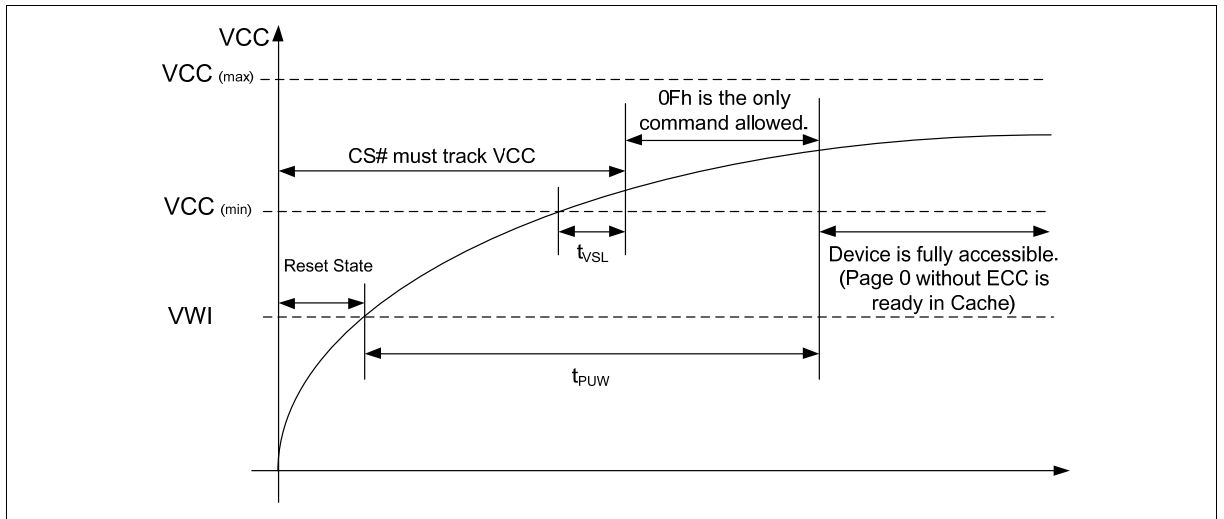 VCC
VCC (max)
0Fh is the only
command allowed.
CS# must track VCC
VCC (min)
tVSL
Device is fully accessible.
(Page 0 without ECC is
ready in Cache)
Reset State
VWI
tPUW